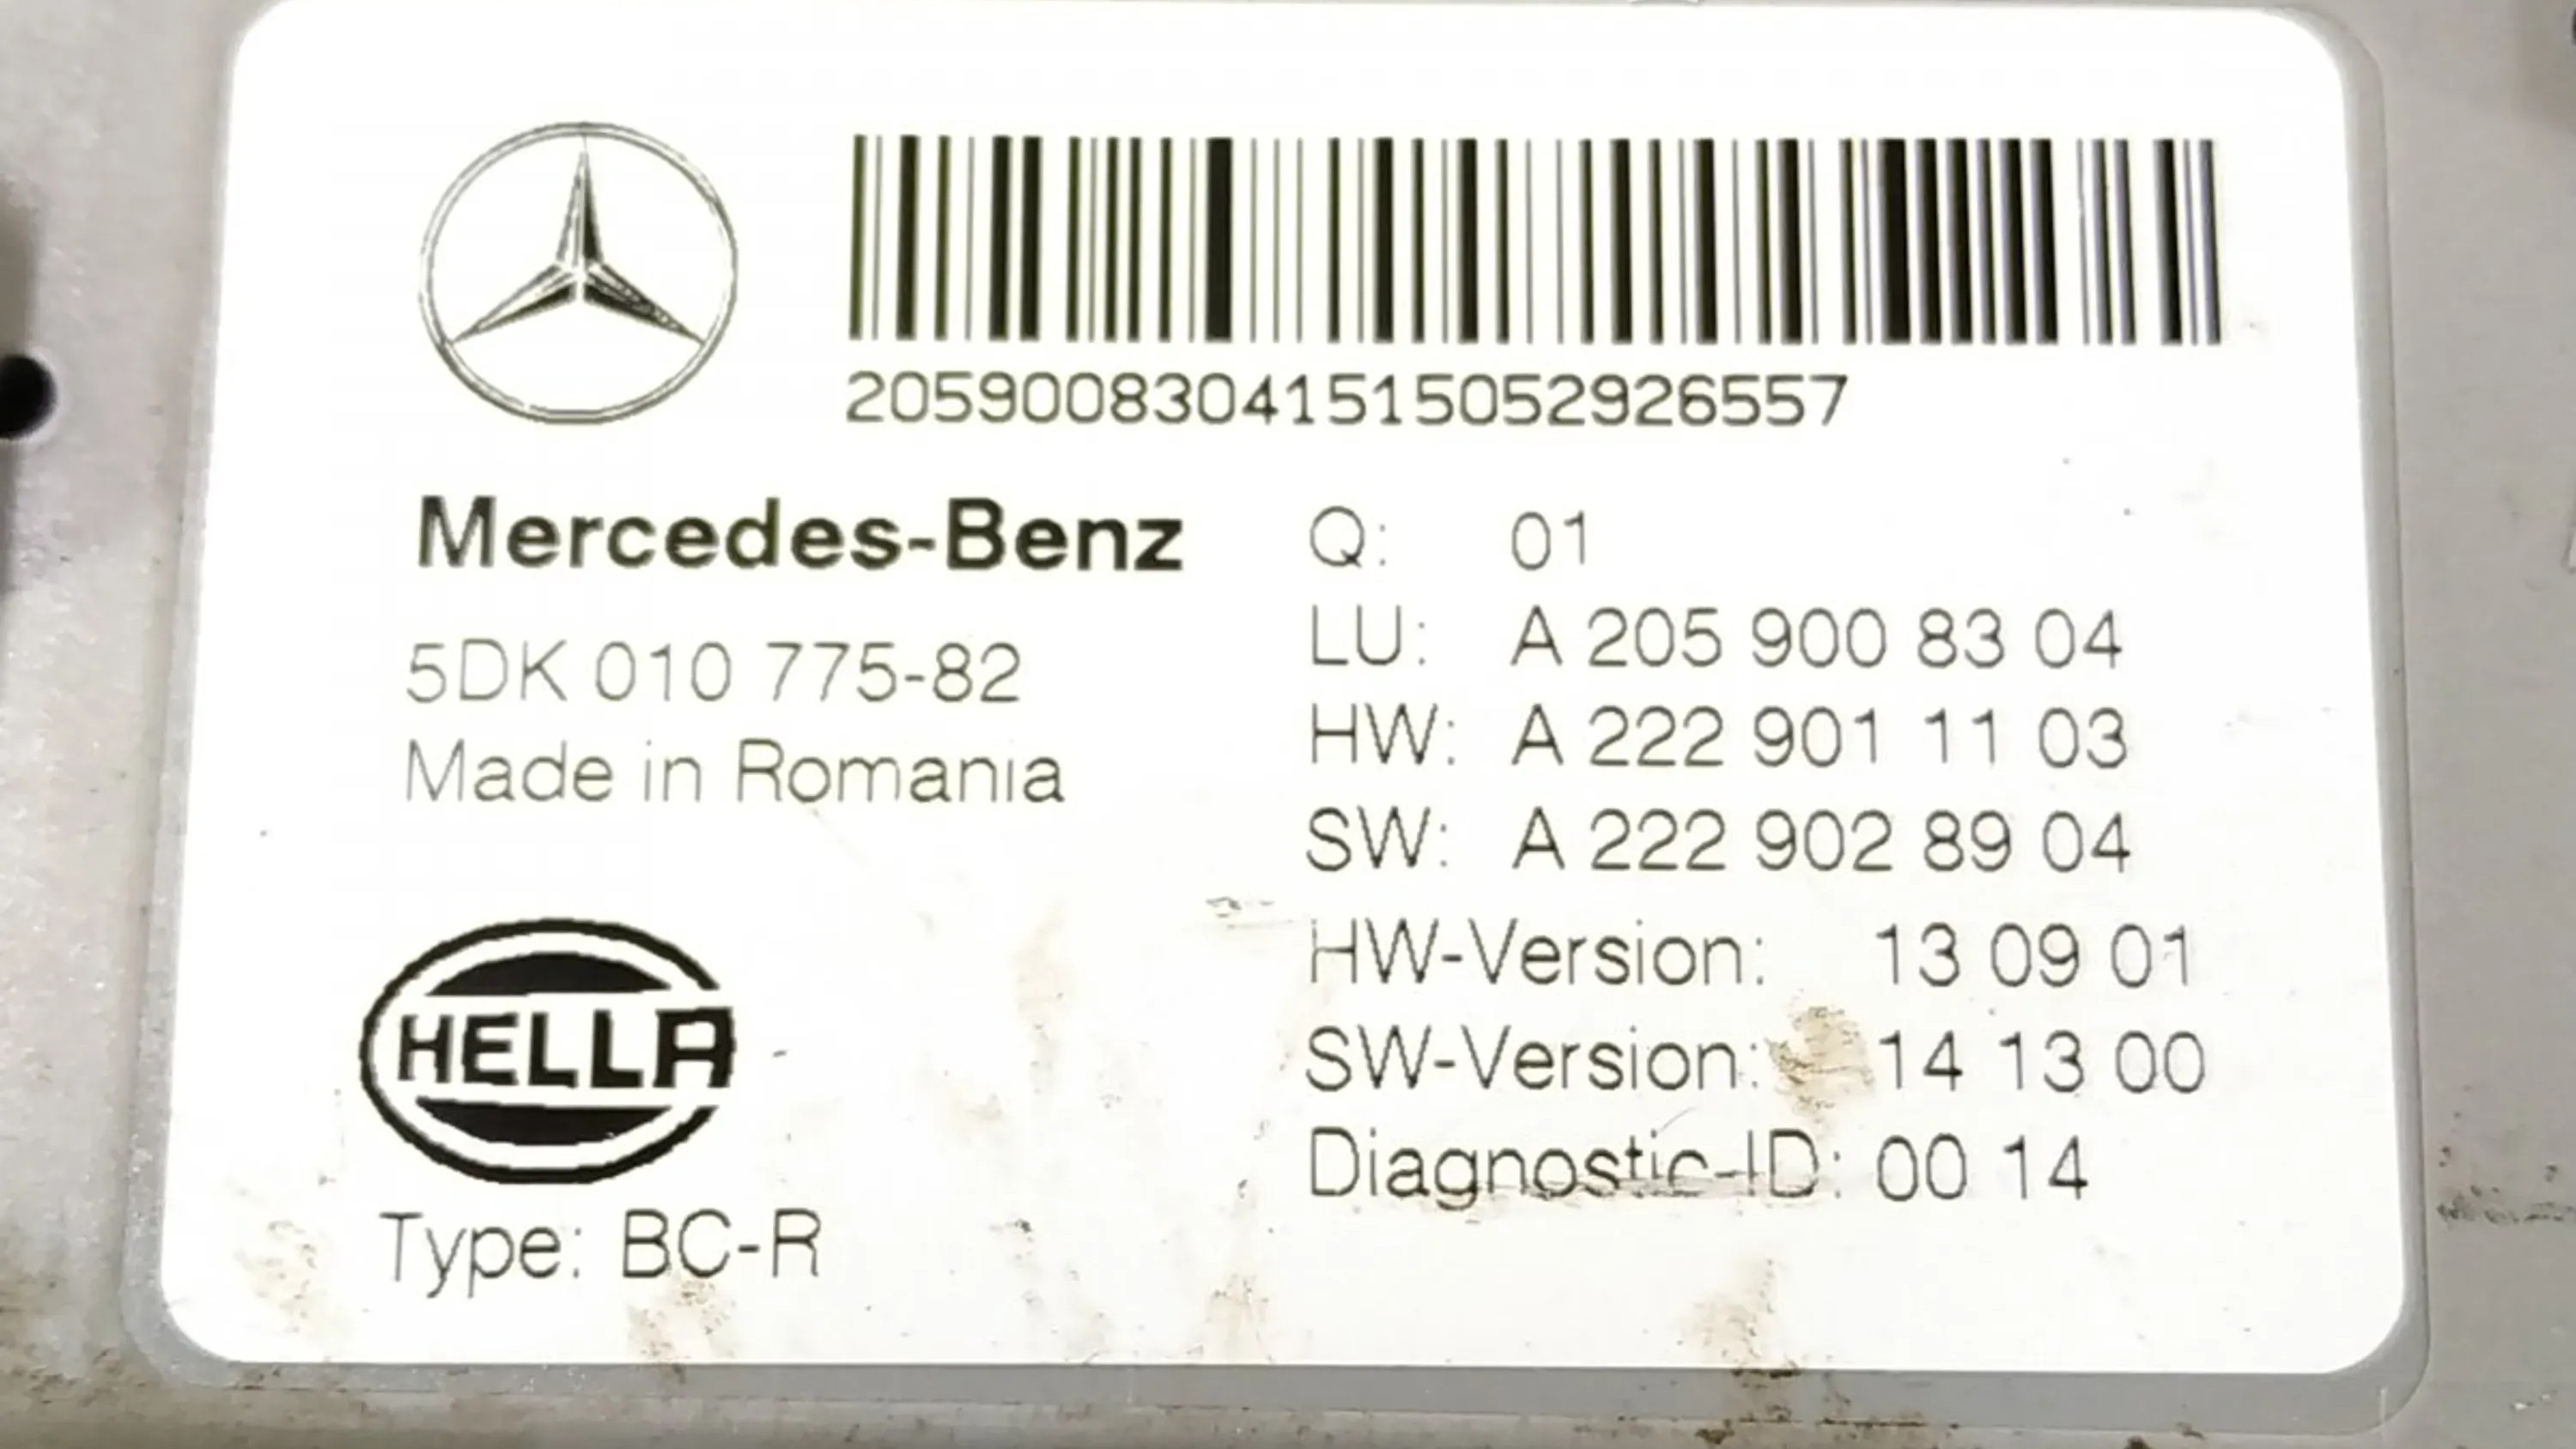 20590083041515052926557
Mercedes-Benz
5DK 010 775-82
Made in Romania
HELLA
Type: BC-R
Q: 01
LU: A 205 900 83 04
HW: A 222 901 11 03
SW: A 222 902 89 04
HW-Version: 13 09 01
SW-Version: 14 13 00
Diagnostic-ID: 00 14